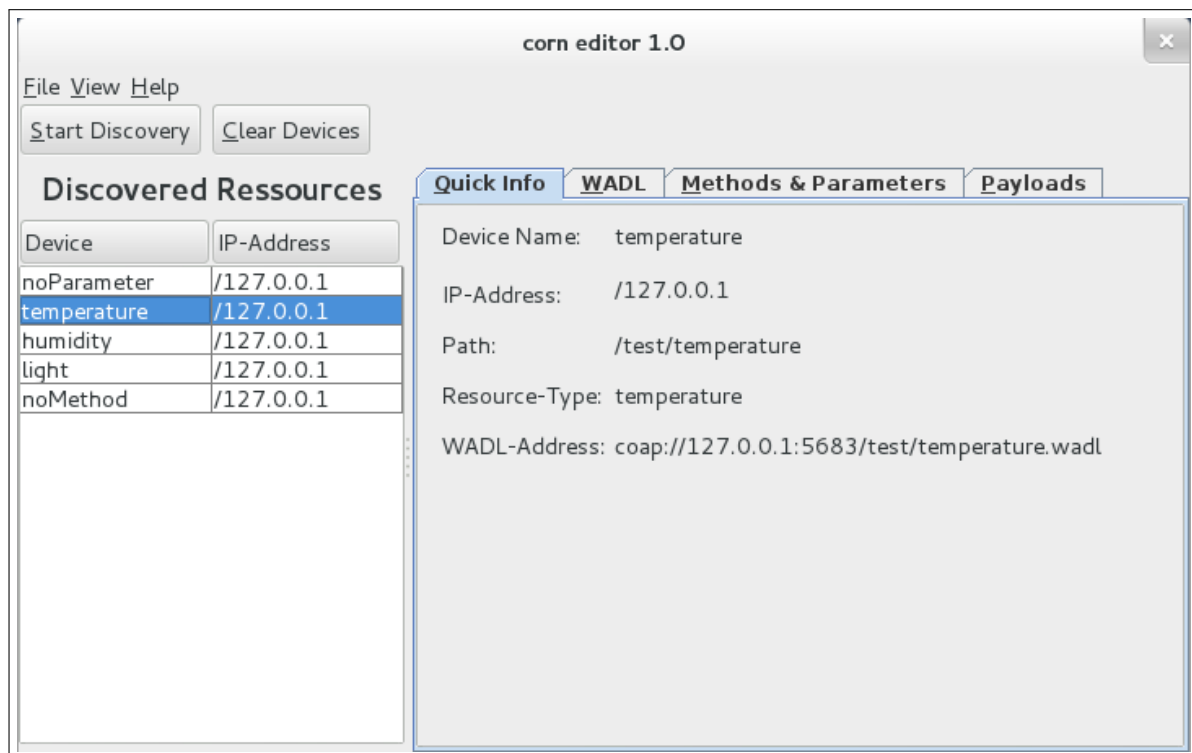 corn editor 1.0
File View Help
Start Discovery Clear Devices
Discovered Ressources
Device IP-Address
noParameter /127.0.0.1
temperature /127.0.0.1
humidity /127.0.0.1
light /127.0.0.1
noMethod /127.0.0.1
Quick Info WADL Methods & Parameters Payloads
Device Name: temperature
IP-Address: /127.0.0.1
Path: /test/temperature
Resource-Type: temperature
WADL-Address: coap://127.0.0.1:5683/test/temperature.wadl